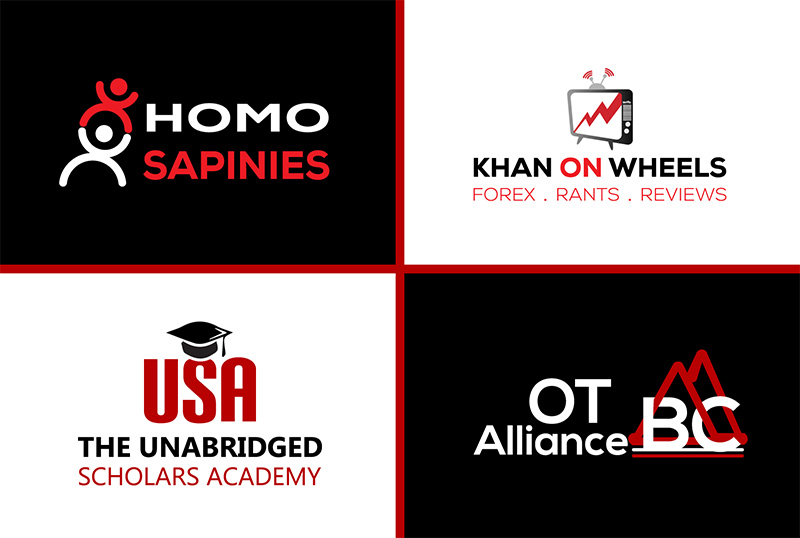 HOMO
SAPINIES
KHAN ON WHEELS
FOREX . RANTS . REVIEWS
USA
THE UNABRIDGED
SCHOLARS ACADEMY
OT
Alliance BC